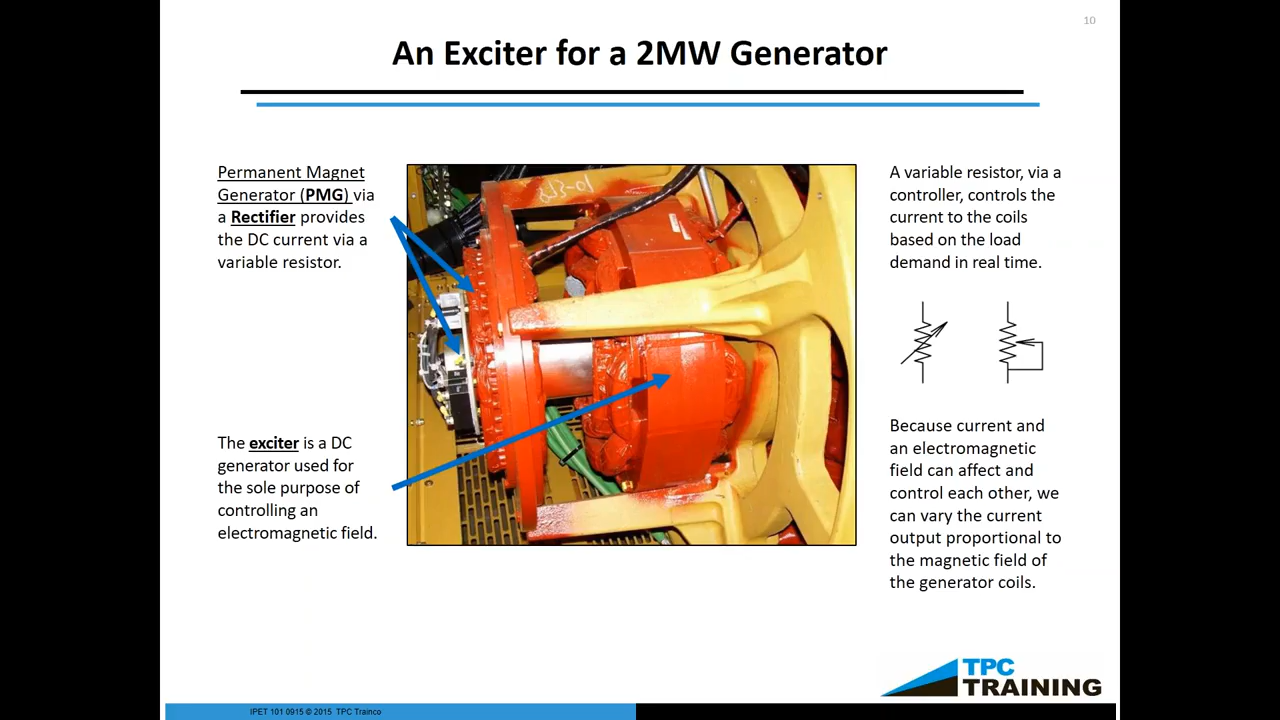 10
An Exciter for a 2MW Generator
Permanent Magnet
Generator (PMG) via
a Rectifier provides
the DC current via a
variable resistor.
The exciter is a DC
generator used for
the sole purpose of
controlling an
electromagnetic field.
A variable resistor, via a
controller, controls the
current to the coils
based on the load
demand in real time.
Because current and
an electromagnetic
field can affect and
control each other, we
can vary the current
output proportional to
the magnetic field of
the generator coils.
TPC
TRAINING
IPET 101 0915 © 2015 TPC Trainco